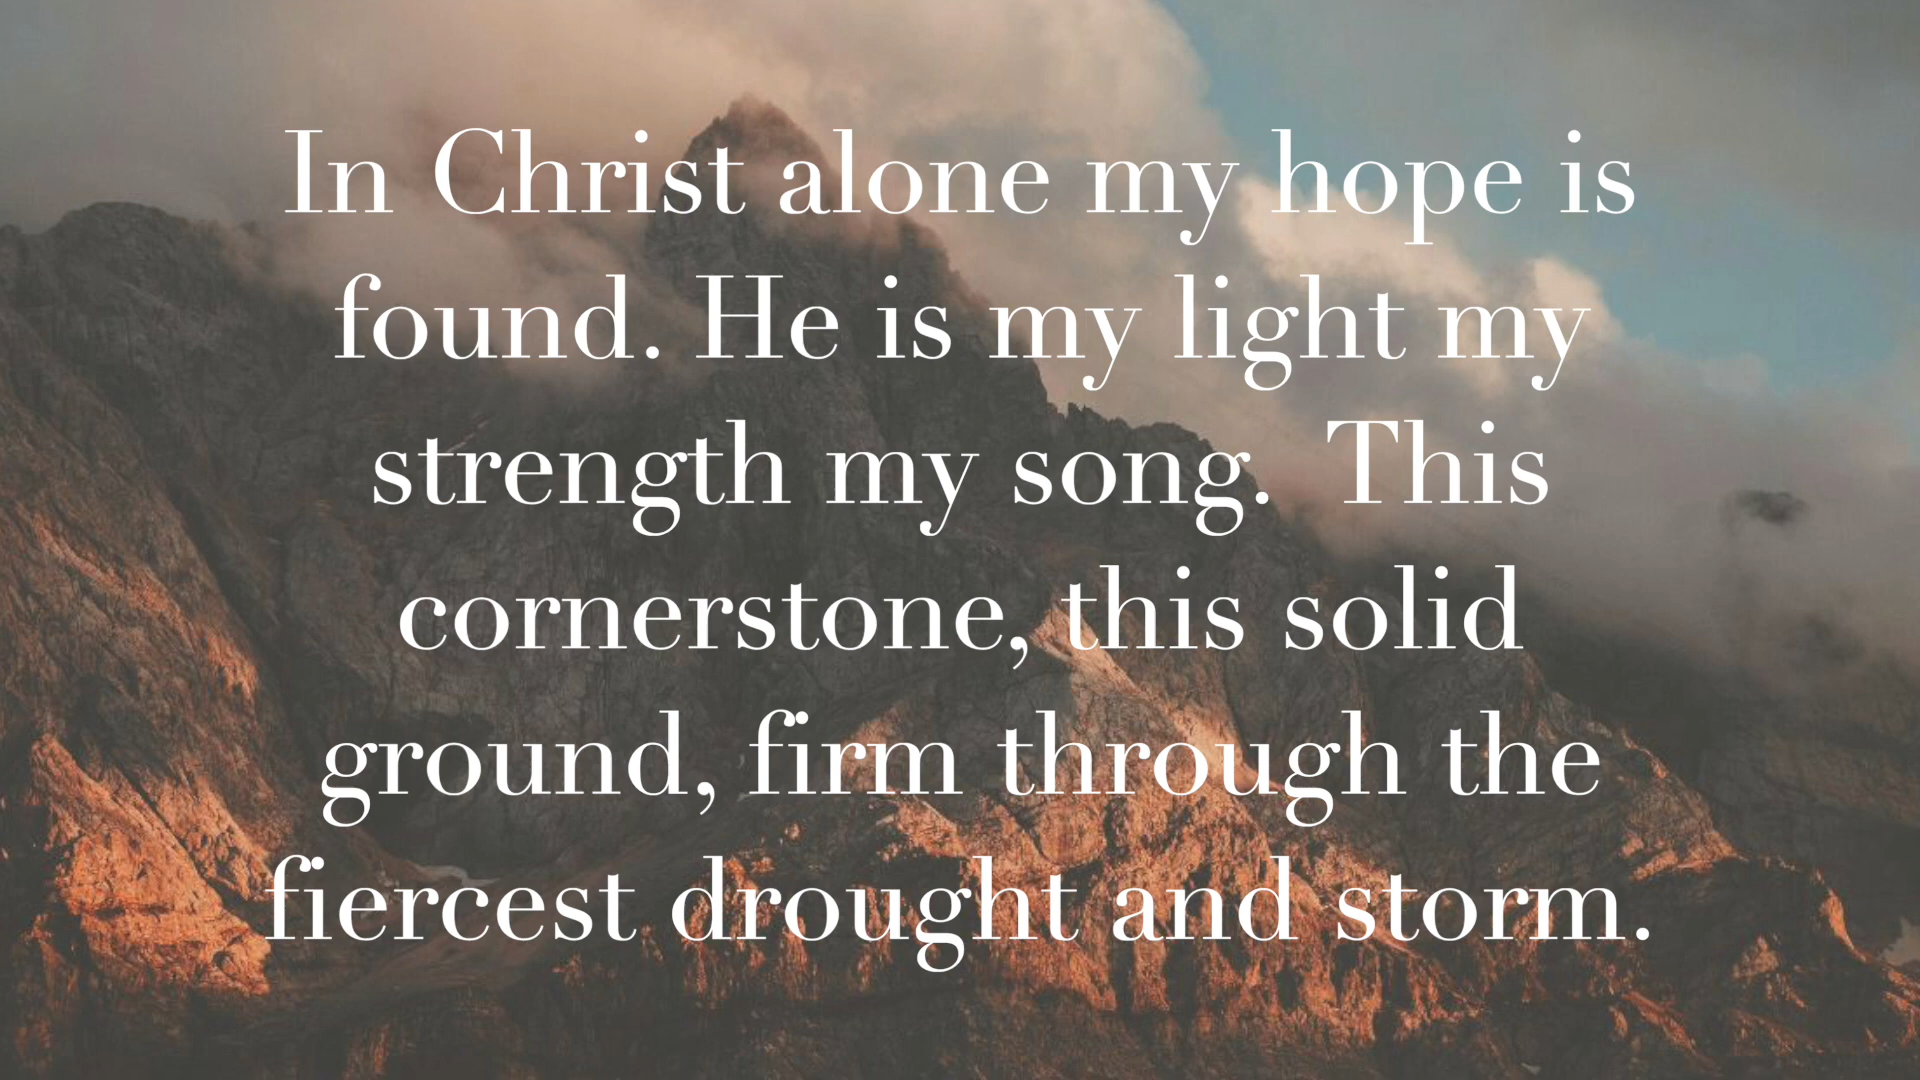 In Christ alone my hope is
found. He is my light my
strength my song.  This
cornerstone, this solid
ground, firm through the
fiercest drought and storm.